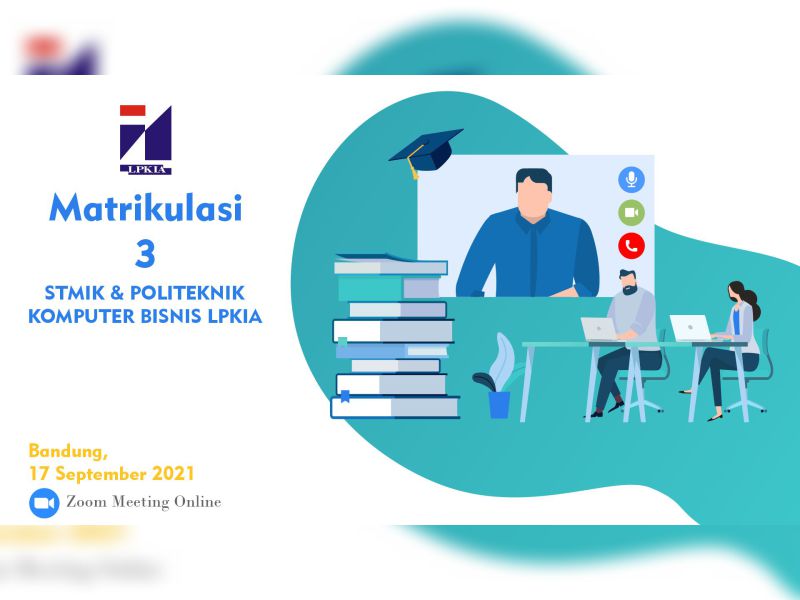 LPKIA
Matrikulasi
3
STMIK & POLITEKNIK
KOMPUTER BISNIS LPKIA
Bandung,
17 September 2021
Zoom Meeting Online